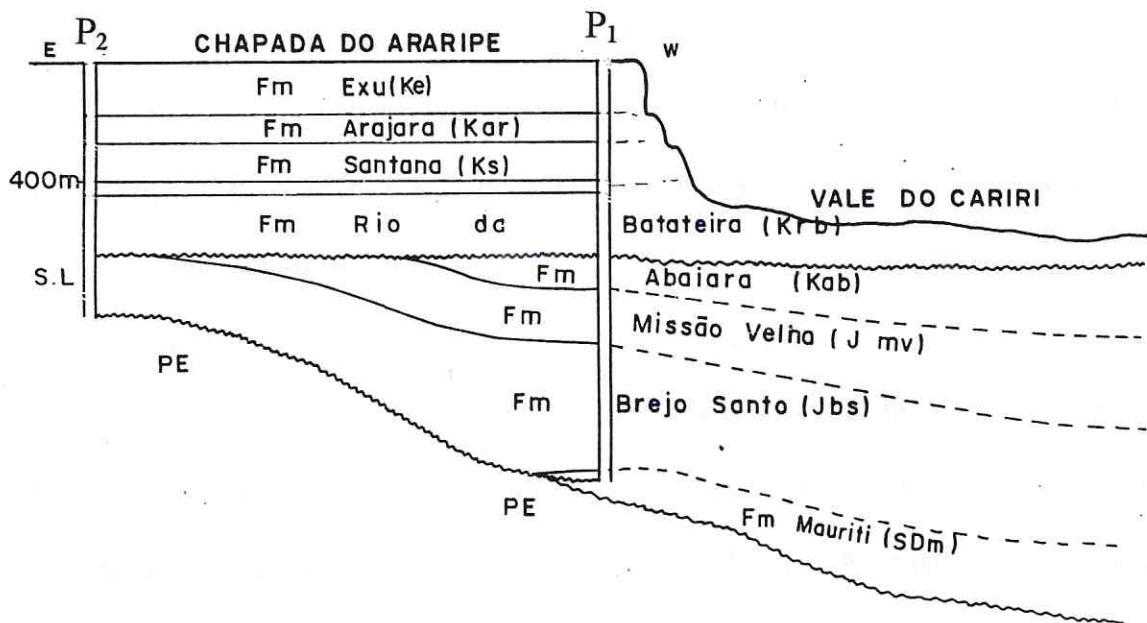 P2 P1
E CHAPADA DO ARARIPE W
Fm Exu(Ke)
Fm Arajara (Kar)
Fm Santana (Ks)
400m
VALE DO CARIRI
Fm Rio da Batateira (Krb)
S.L Fm Abaiara (Kab)
Fm Missão Velha (J mv)
PE
Fm Brejo Santo (Jbs)
PE
Fm Mauriti (SDm)